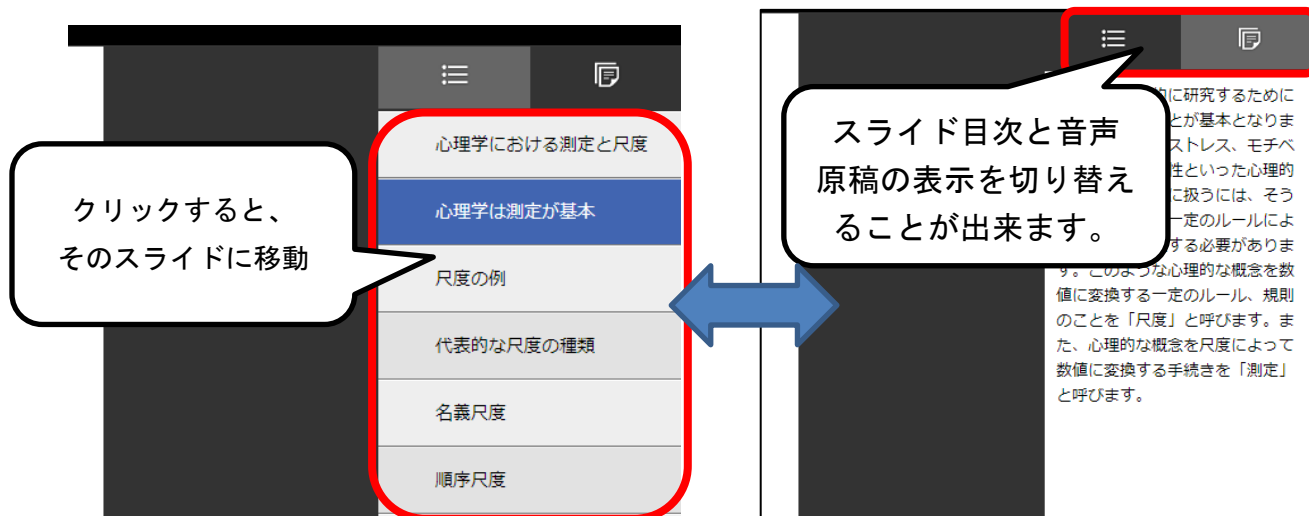 クリックすると、
そのスライドに移動
心理学における測定と尺度
心理学は測定が基本
尺度の例
代表的な尺度の種類
名義尺度
順序尺度
スライド目次と音声
原稿の表示を切り替え
ることが出来ます。
に研究するために
とが基本となりま
ストレス、モチベ
性といった心理的
に扱うには、そう
一定のルールによ
する必要がありま
す。このような心理的な概念を数
値に変換する一定のルール、規則
のことを「尺度」と呼びます。ま
た、心理的な概念を尺度によって
数値に変換する手続きを「測定」
と呼びます。